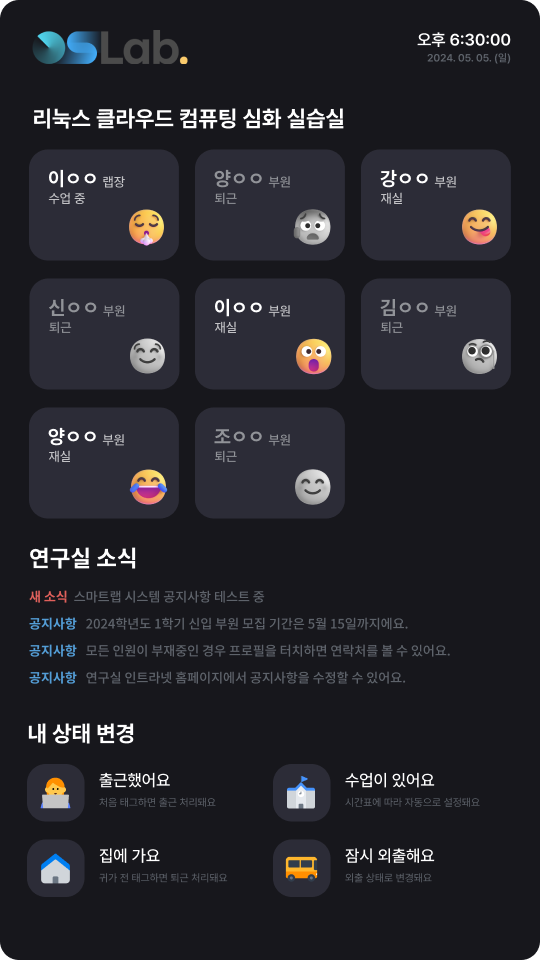 OSLab.
오후 6:30:00
2024. 05. 05. (일)
리눅스 클라우드 컴퓨팅 심화 실습실
이ㅇㅇ 랩장
수업 중
양ㅇㅇ 부원
퇴근
강ㅇㅇ 부원
재실
신ㅇㅇ 부원
퇴근
이ㅇㅇ 부원
재실
김ㅇㅇ 부원
퇴근
양ㅇㅇ 부원
재실
조ㅇㅇ 부원
퇴근
연구실 소식
새 소식 스마트랩 시스템 공지사항 테스트 중
공지사항 2024학년도 1학기 신입 부원 모집 기간은 5월 15일까지에요.
공지사항 모든 인원이 부재중인 경우 프로필을 터치하면 연락처를 볼 수 있어요.
공지사항 연구실 인트라넷 홈페이지에서 공지사항을 수정할 수 있어요.
내 상태 변경
출근했어요
처음 태그하면 출근 처리돼요
수업이 있어요
시간표에 따라 자동으로 설정돼요
집에 가요
귀가 전 태그하면 퇴근 처리돼요
잠시 외출해요
외출 상태로 변경돼요